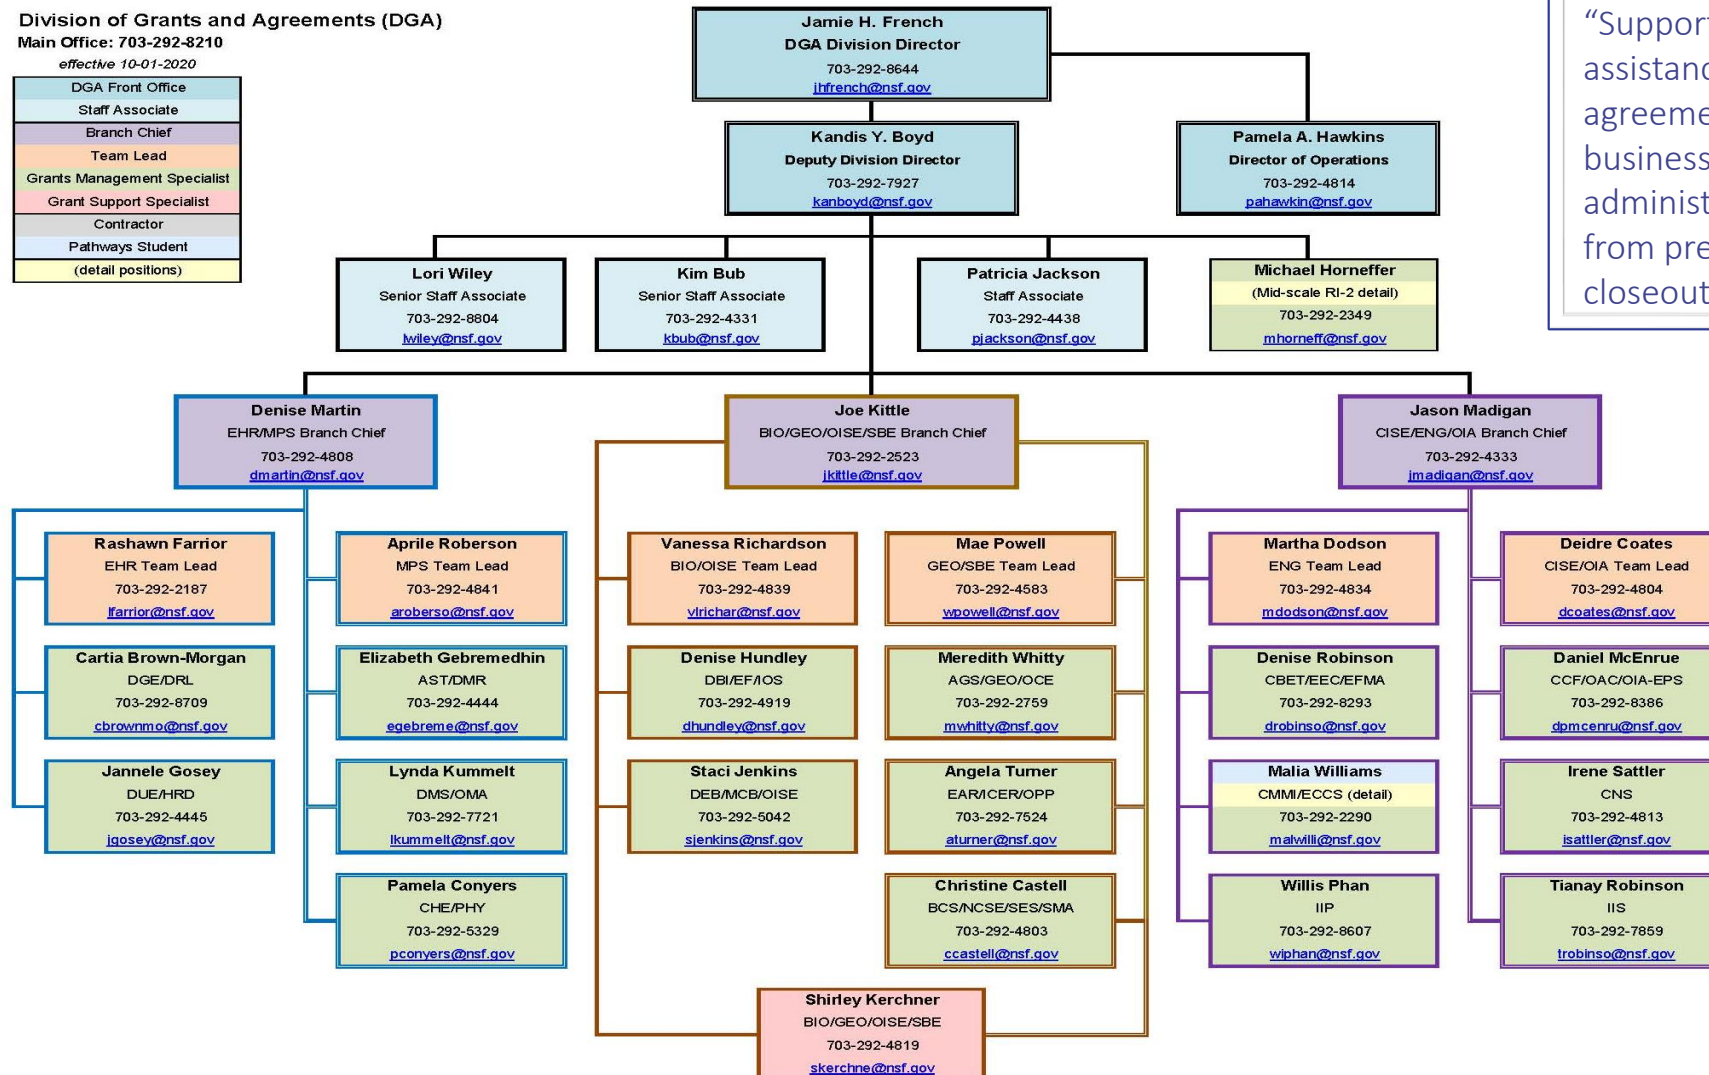 Division of Grants and Agreements (DGA)
Main Office: 703-292-8210
effective 10-01-2020
DGA Front Office
Staff Associate
Branch Chief
Team Lead
Grants Management Specialist
Grant Support Specialist
Contractor
Pathways Student
(detail positions)
Jamie H. French
DGA Division Director
703-292-8644
jhfrench@nsf.gov
Kandis Y. Boyd
Deputy Division Director
703-292-7927
kanboyd@nsf.gov
Pamela A. Hawkins
Director of Operations
703-292-4814
pahawkin@nsf.gov
“Support
assistanc
agreeme
business
administ
from pre
closeout
Lori Wiley
Senior Staff Associate
703-292-8804
lwiley@nsf.gov
Kim Bub
Senior Staff Associate
703-292-4331
kbub@nsf.gov
Patricia Jackson
Staff Associate
703-292-4438
pjackson@nsf.gov
Michael Horneffer
(Mid-scale RI-2 detail)
703-292-2349
mhorneff@nsf.gov
Denise Martin
EHR/MPS Branch Chief
703-292-4808
dmartin@nsf.gov
Joe Kittle
BIO/GEO/OISE/SBE Branch Chief
703-292-2523
jkittle@nsf.gov
Jason Madigan
CISE/ENG/OIA Branch Chief
703-292-4333
jmadigan@nsf.gov
Rashawn Farrior
EHR Team Lead
703-292-2187
lfarrior@nsf.gov
Aprile Roberson
MPS Team Lead
703-292-4841
aroberso@nsf.gov
Vanessa Richardson
BIO/OISE Team Lead
703-292-4839
vlrichar@nsf.gov
Mae Powell
GEO/SBE Team Lead
703-292-4583
wpowell@nsf.gov
Martha Dodson
ENG Team Lead
703-292-4834
mdodson@nsf.gov
Deidre Coates
CISE/OIA Team Lead
703-292-4804
dcoates@nsf.gov
Cartia Brown-Morgan
DGE/DRL
703-292-8709
cbrownmo@nsf.gov
Elizabeth Gebremedhin
AST/DMR
703-292-4444
egebreme@nsf.gov
Denise Hundley
DBI/EF/IOS
703-292-4919
dhundley@nsf.gov
Meredith Whitty
AGS/GEO/OCE
703-292-2759
mwhitty@nsf.gov
Denise Robinson
CBET/EEC/EFMA
703-292-8293
drobinso@nsf.gov
Daniel McEnrue
CCF/OAC/OIA-EPS
703-292-8386
dpmcenru@nsf.gov
Jannele Gosey
DUE/HRD
703-292-4445
jgosey@nsf.gov
Lynda Kummelt
DMS/OMA
703-292-7721
lkummelt@nsf.gov
Staci Jenkins
DEB/MCB/OISE
703-292-5042
sjenkins@nsf.gov
Angela Turner
EAR/ICER/OPP
703-292-7524
aturner@nsf.gov
Malia Williams
CMMI/ECCS (detail)
703-292-2290
malwilli@nsf.gov
Irene Sattler
CNS
703-292-4813
isattler@nsf.gov
Pamela Conyers
CHE/PHY
703-292-5329
pconyers@nsf.gov
Christine Castell
BCS/NCSE/SES/SMA
703-292-4803
ccastell@nsf.gov
Willis Phan
IIP
703-292-8607
wiphan@nsf.gov
Tianay Robinson
IIS
703-292-7859
trobinso@nsf.gov
Shirley Kerchner
BIO/GEO/OISE/SBE
703-292-4819
skerchne@nsf.gov